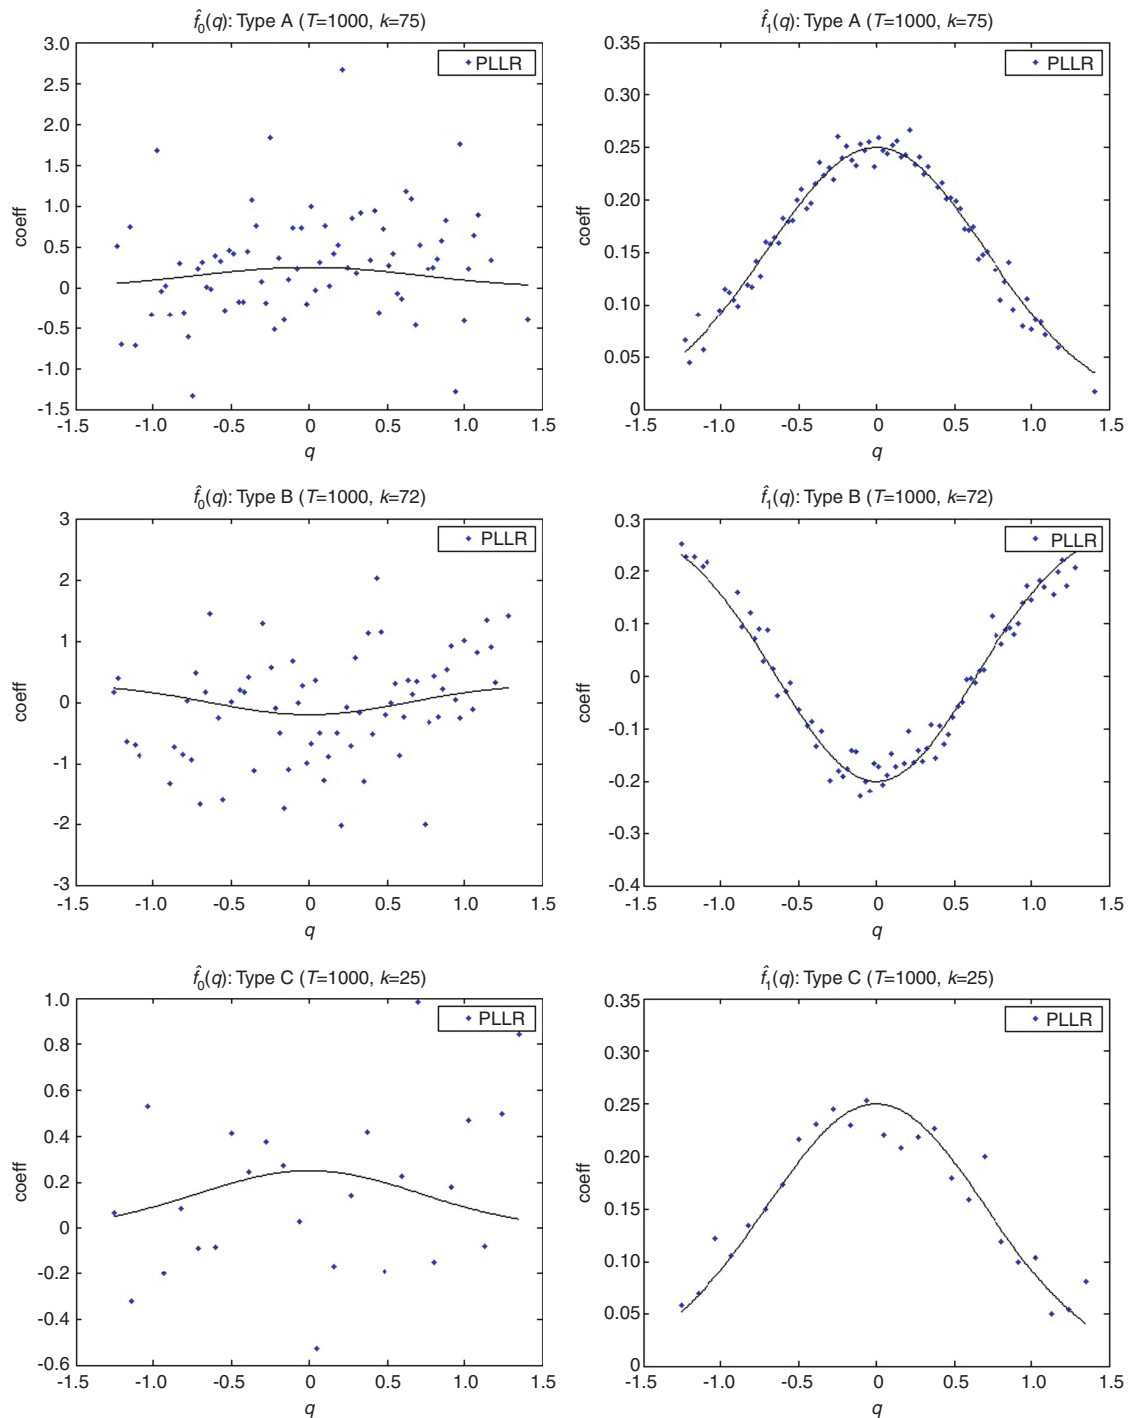 f̂0(q): Type A (T=1000, k=75)
3.0
2.5
2.0
1.5
1.0
0.5
0
-0.5
-1.0
-1.5
coeff
PLLR
-1.5 -1.0 -0.5 0 0.5 1.0 1.5
q
f̂1(q): Type A (T=1000, k=75)
0.35
0.30
0.25
0.20
0.15
0.10
0.05
0
coeff
PLLR
-1.5 -1.0 -0.5 0 0.5 1.0 1.5
q
f̂0(q): Type B (T=1000, k=72)
3
2
1
0
-1
-2
-3
coeff
PLLR
-1.5 -1.0 -0.5 0 0.5 1.0 1.5
q
f̂1(q): Type B (T=1000, k=72)
0.3
0.2
0.1
0
-0.1
-0.2
-0.3
-0.4
coeff
PLLR
-1.5 -1.0 -0.5 0 0.5 1.0 1.5
q
f̂0(q): Type C (T=1000, k=25)
1.0
0.8
0.6
0.4
0.2
0
-0.2
-0.4
-0.6
coeff
PLLR
-1.5 -1.0 -0.5 0 0.5 1.0 1.5
q
f̂1(q): Type C (T=1000, k=25)
0.35
0.30
0.25
0.20
0.15
0.10
0.05
0
coeff
PLLR
-1.5 -1.0 -0.5 0 0.5 1.0 1.5
q